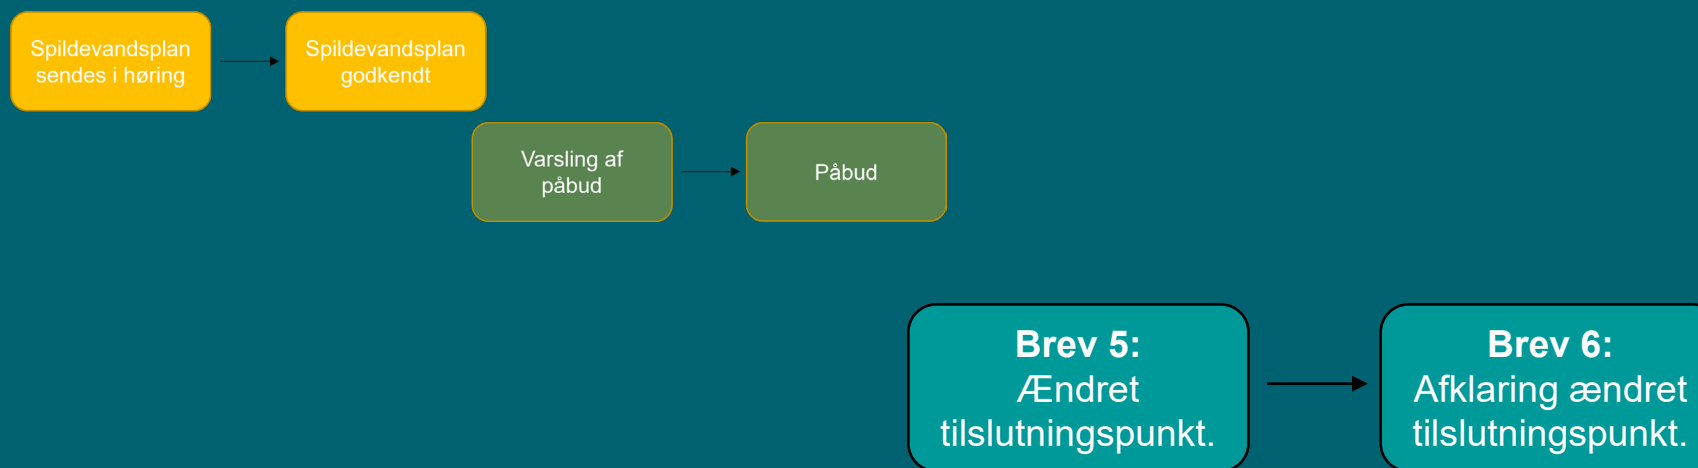 Spildevandsplan
sendes i høring
Spildevandsplan
godkendt
Varsling af
påbud
Påbud
Brev 5:
Ændret
tilslutningspunkt.
Brev 6:
Afklaring ændret
tilslutningspunkt.